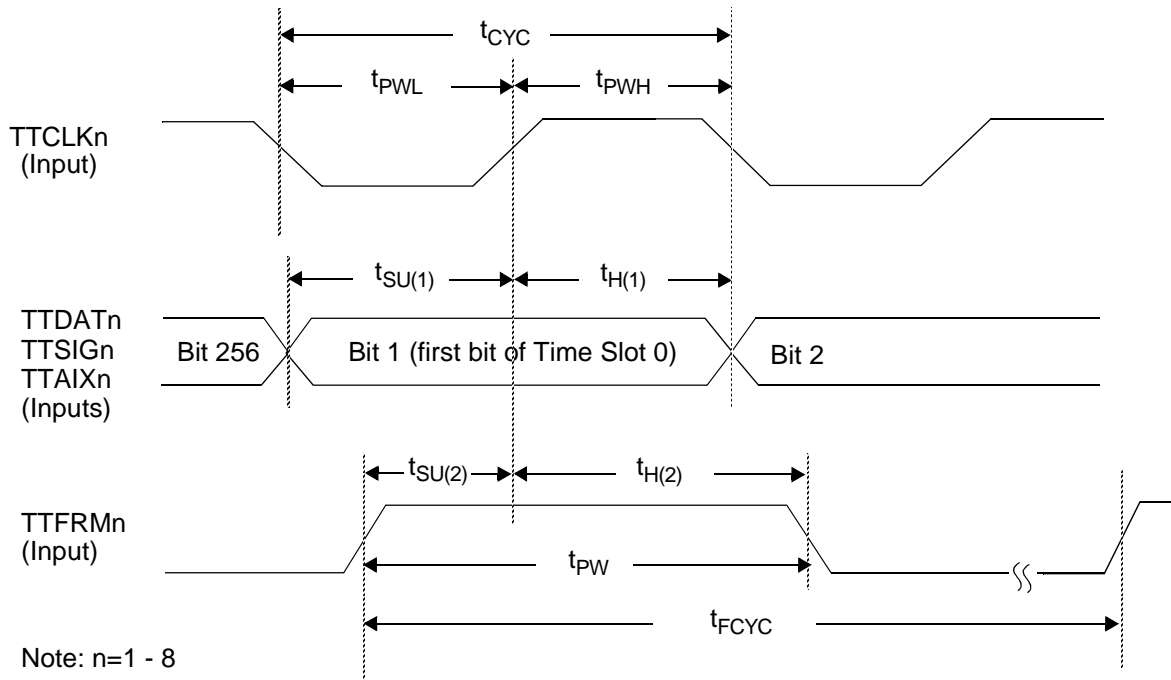 tCYC
tPWL tPWH
TTCLKn
(Input)
tSU(1) tH(1)
TTDATn
TTSIGn
TTAIXn
(Inputs)
Bit 256 Bit 1 (first bit of Time Slot 0) Bit 2
tSU(2) tH(2)
TTFRMn
(Input)
tPW
tFCYC
Note: n=1 - 8